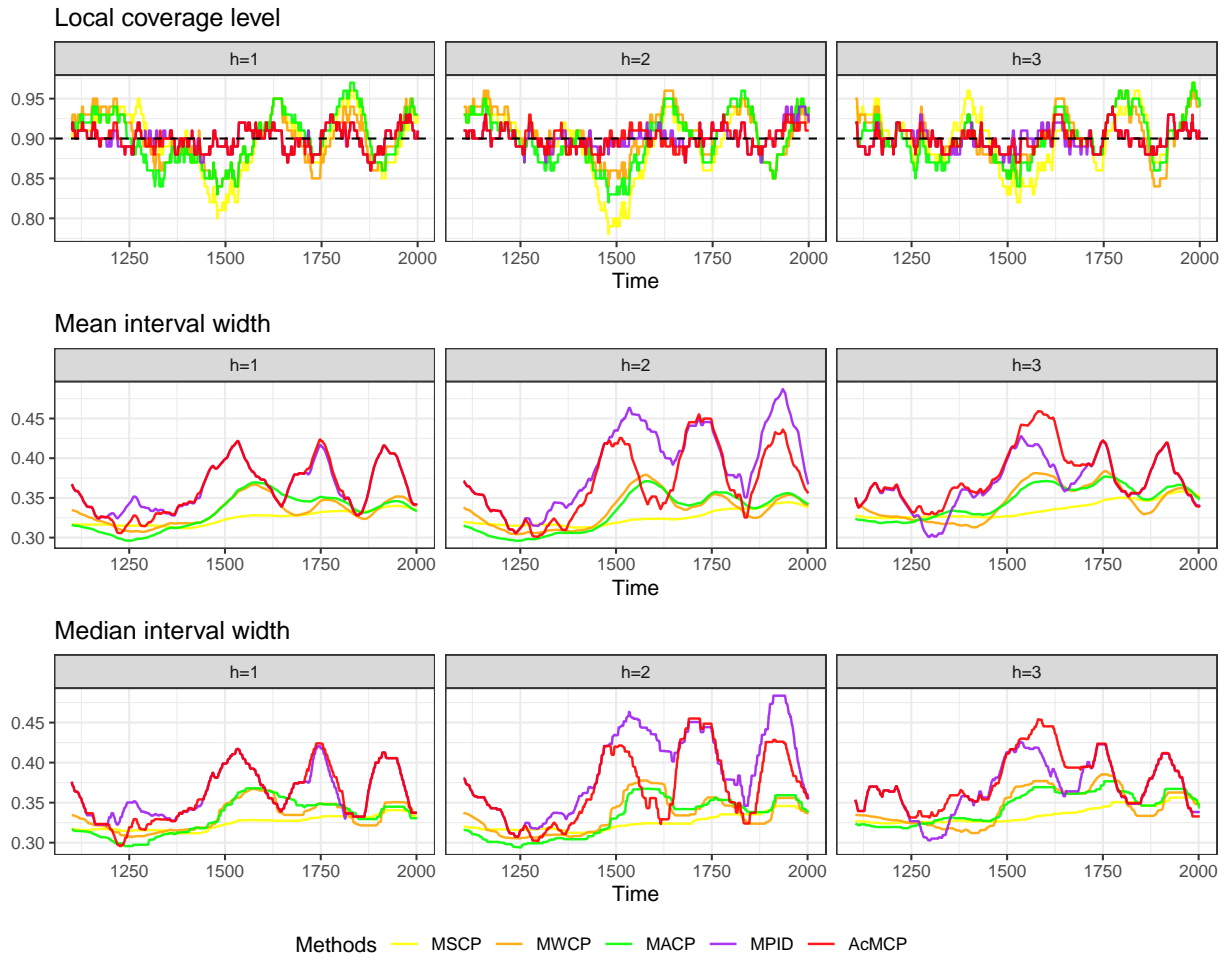 Local coverage level
h=1 h=2 h=3
0.95
0.90
0.85
0.80
1250 1500 1750 2000 1250 1500 1750 2000 1250 1500 1750 2000
Time
Mean interval width
h=1 h=2 h=3
0.45
0.40
0.35
0.30
1250 1500 1750 2000 1250 1500 1750 2000 1250 1500 1750 2000
Time
Median interval width
h=1 h=2 h=3
0.45
0.40
0.35
0.30
1250 1500 1750 2000 1250 1500 1750 2000 1250 1500 1750 2000
Time
Methods MSCP MWCP MACP MPID AcMCP